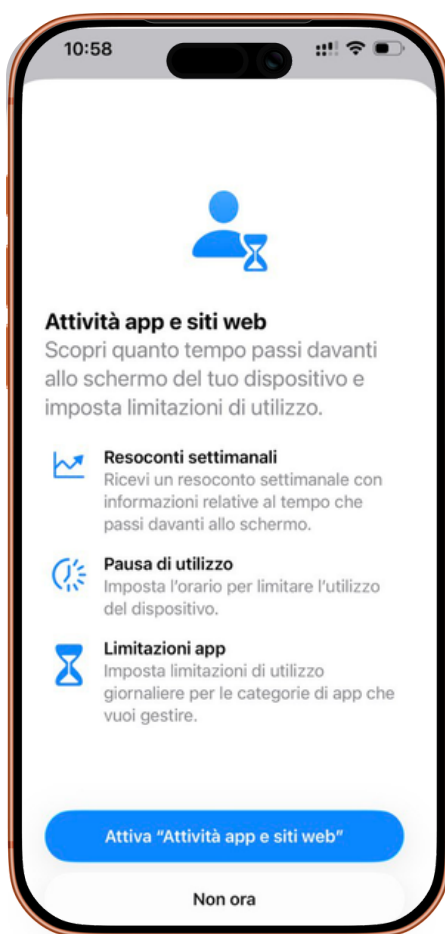 10:58
Attività app e siti web
Scopri quanto tempo passi davanti
allo schermo del tuo dispositivo e
imposta limitazioni di utilizzo.
Resoconti settimanali
Ricevi un resoconto settimanale con
informazioni relative al tempo che
passi davanti allo schermo.
Pausa di utilizzo
Imposta l'orario per limitare l'utilizzo
del dispositivo.
Limitazioni app
Imposta limitazioni di utilizzo
giornaliere per le categorie di app che
vuoi gestire.
Attiva “Attività app e siti web”
Non ora